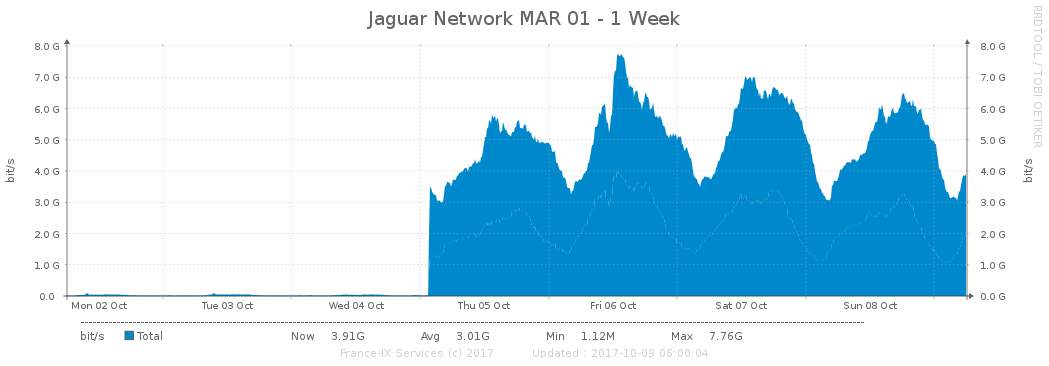 Jaguar Network MAR 01 - 1 Week
RRDTOOL / TOBI OETIKER
bit/s
8.0 G
7.0 G
6.0 G
5.0 G
4.0 G
3.0 G
2.0 G
1.0 G
0.0
8.0 G
7.0 G
6.0 G
5.0 G
4.0 G
3.0 G
2.0 G
1.0 G
0.0 G
bit/s
Mon 02 Oct Tue 03 Oct Wed 04 Oct Thu 05 Oct Fri 06 Oct Sat 07 Oct Sun 08 Oct
bit/s Total Now 3.91G Avg 3.01G Min 1.12M Max 7.76G
France-IX Services (c) 2017 Updated : 2017-10-09 06:00:04